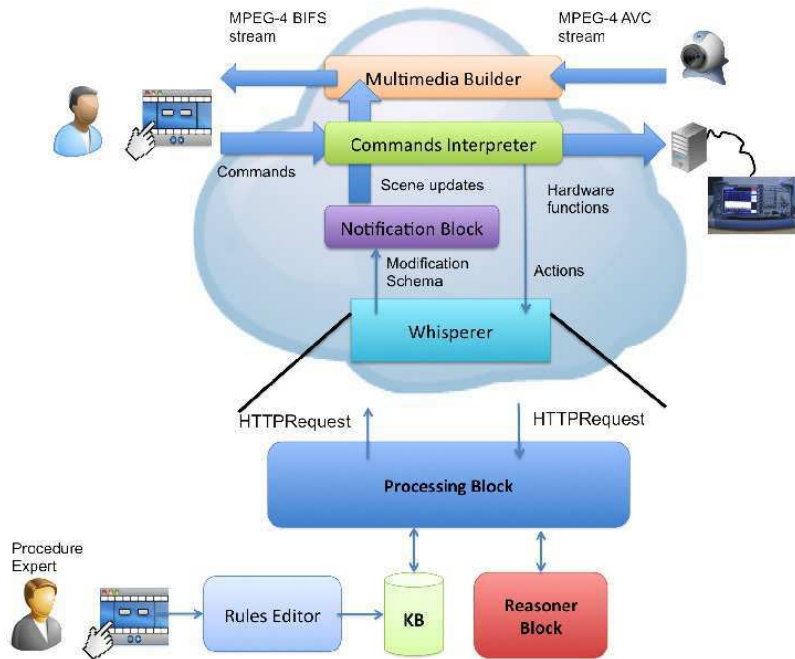 MPEG-4 BIFS
stream
MPEG-4 AVC
stream
Multimedia Builder
Commands Interpreter
Commands
Scene updates
Hardware
functions
Notification Block
Modification
Schema
Actions
Whisperer
HTTPRequest
HTTPRequest
Processing Block
Procedure
Expert
Rules Editor
KB
Reasoner
Block